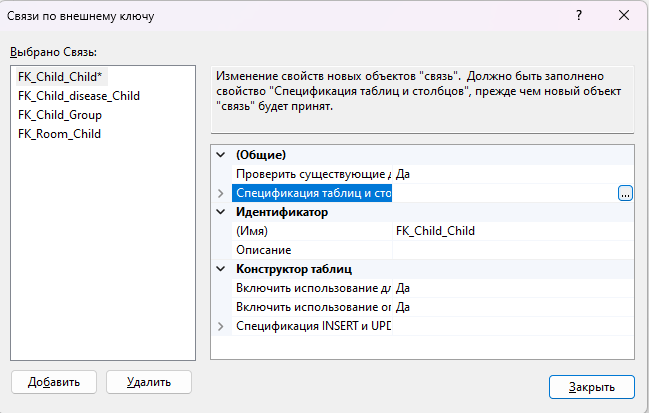 Связи по внешнему ключу
?
Выбрано Связь:
FK_Child_Child*
FK_Child_disease_Child
FK_Child_Group
FK_Room_Child
Изменение свойств новых объектов "связь". Должно быть заполнено
свойство "Спецификация таблиц и столбцов", прежде чем новый объект
"связь" будет принят.
(Общие)
Проверить существующие д Да
Спецификация таблиц и сто ...
Идентификатор
(Имя) FK_Child_Child
Описание
Конструктор таблиц
Включить использование дл Да
Включить использование ог Да
Спецификация INSERT и UPD
Добавить Удалить
Закрыть